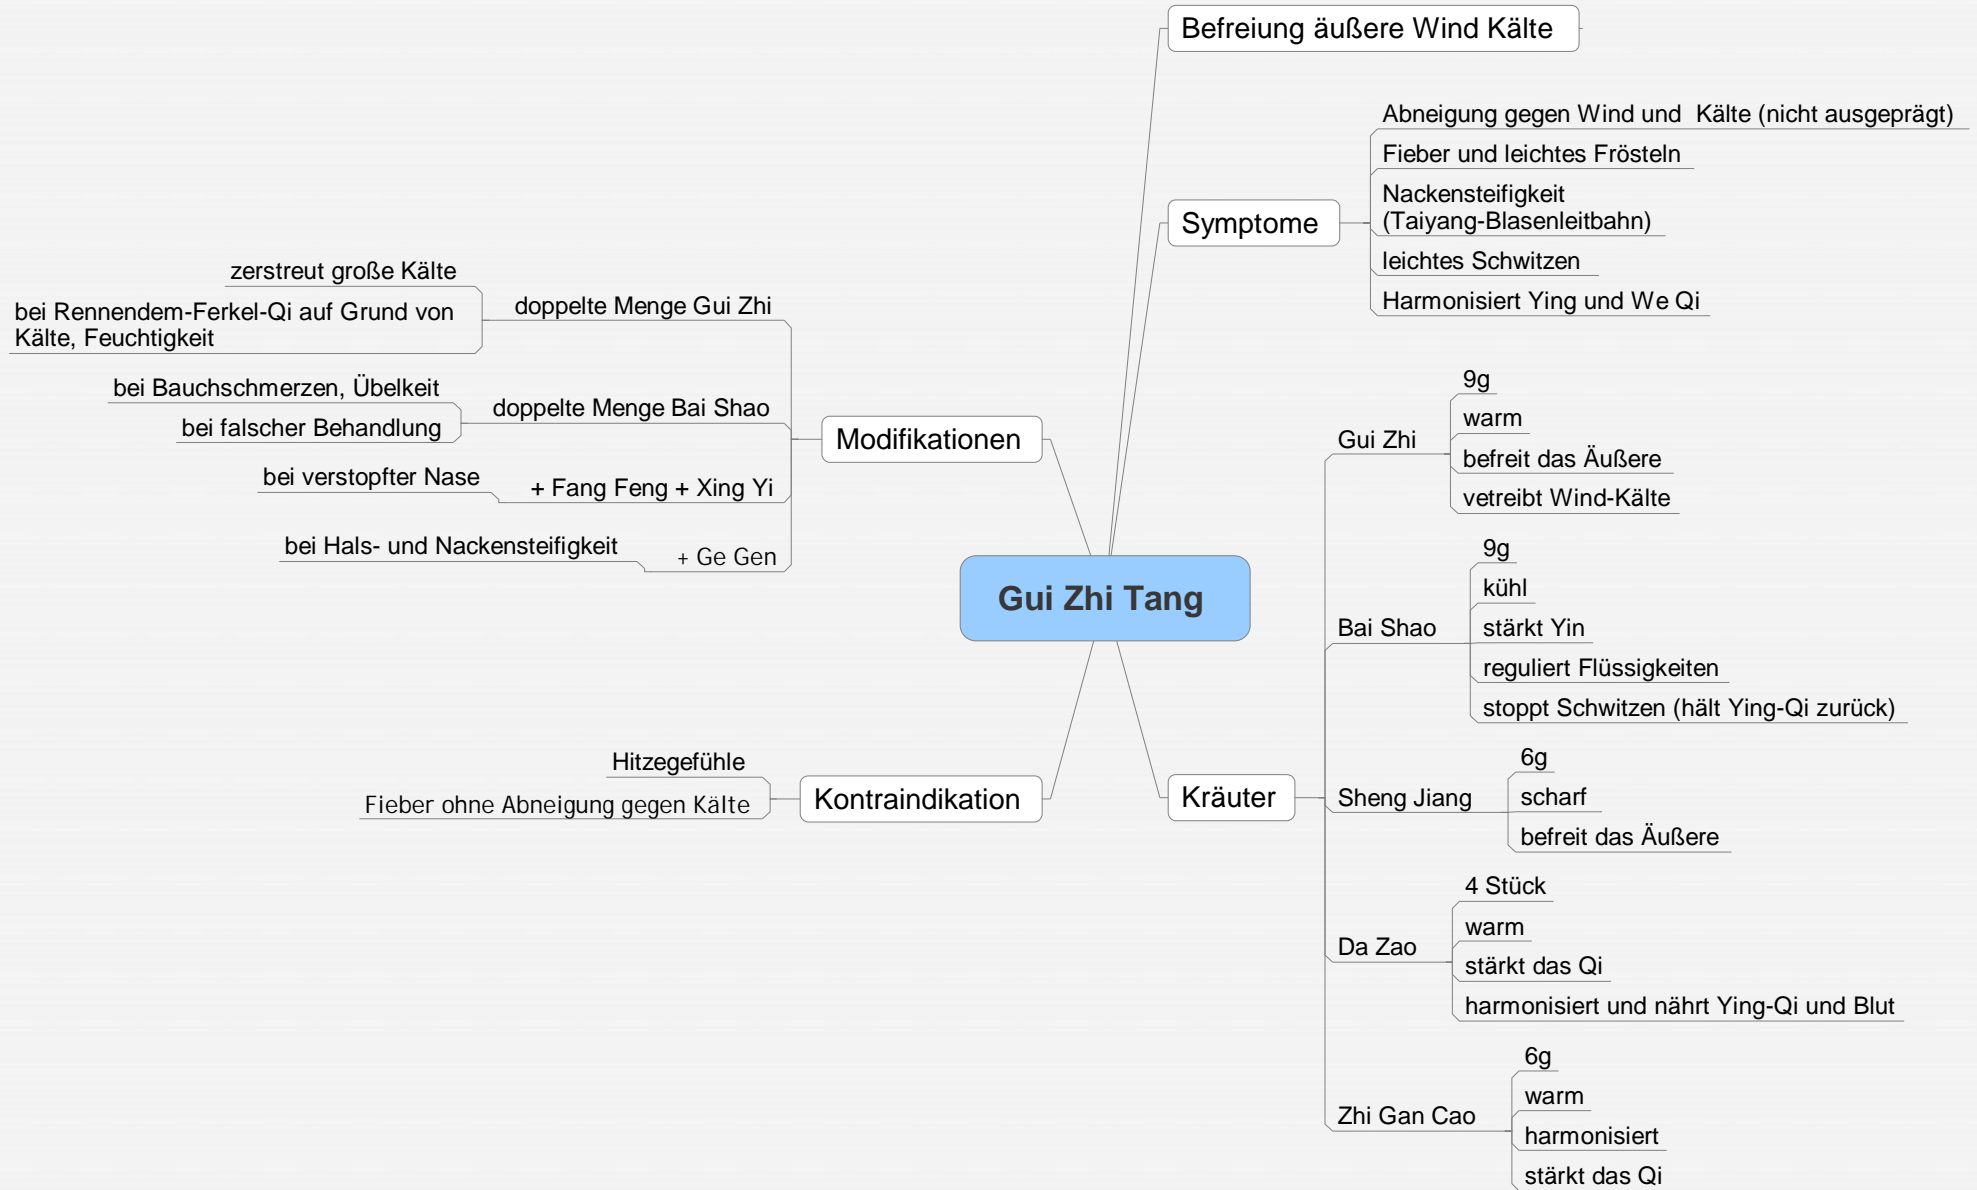 Gui Zhi Tang
Befreiung äußere Wind Kälte
Symptome
Abneigung gegen Wind und  Kälte (nicht ausgeprägt)
Fieber und leichtes Frösteln
Nackensteifigkeit
(Taiyang-Blasenleitbahn)
leichtes Schwitzen
Harmonisiert Ying und We Qi
Kräuter
Gui Zhi
9g
warm
befreit das Äußere
vetreibt Wind-Kälte
Bai Shao
9g
kühl
stärkt Yin
reguliert Flüssigkeiten
stoppt Schwitzen (hält Ying-Qi zurück)
Sheng Jiang
6g
scharf
befreit das Äußere
Da Zao
4 Stück
warm
stärkt das Qi
harmonisiert und nährt Ying-Qi und Blut
Zhi Gan Cao
6g
warm
harmonisiert
stärkt das Qi
Modifikationen
doppelte Menge Gui Zhi
zerstreut große Kälte
bei Rennendem-Ferkel-Qi auf Grund von
Kälte, Feuchtigkeit
doppelte Menge Bai Shao
bei Bauchschmerzen, Übelkeit
bei falscher Behandlung
+ Fang Feng + Xing Yi
bei verstopfter Nase
+ Ge Gen
bei Hals- und Nackensteifigkeit
Kontraindikation
Hitzegefühle
Fieber ohne Abneigung gegen Kälte